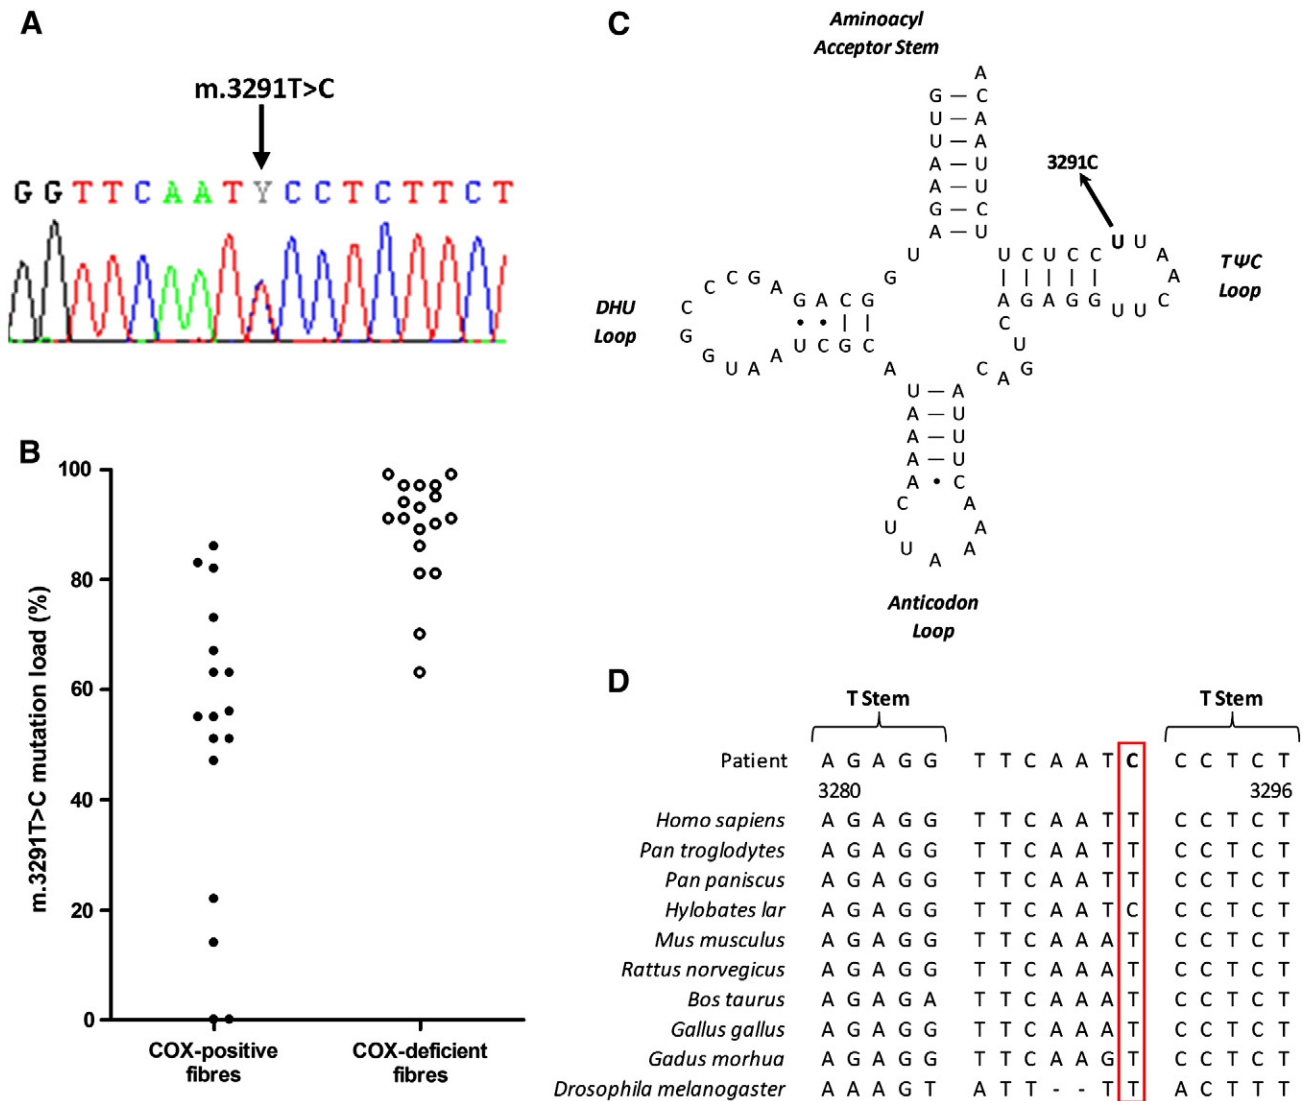 A
m.3291T>C
G G T T C A A T Y C C T C T T C T
B
m.3291T>C mutation load (%)
100
80
60
40
20
0
COX-positive fibres
COX-deficient fibres
C
Aminoacyl
Acceptor Stem
A
G — C
U — A
U — A
A — U
A — U
G — C
A — U
3291C
U
G
U C U C C U U A A C
A G A G G U U
TΨC
Loop
DHU
Loop
G A C G
A G C C C G G U A A
U C G C
A
C U G A C
U — A
A — U
A — U
A — U
A • C
C U U A A A A
Anticodon
Loop
D
T Stem T Stem
Patient A G A G G T T C A A T C C C T C T
3280 3296
Homo sapiens A G A G G T T C A A T T C C T C T
Pan troglodytes A G A G G T T C A A T T C C T C T
Pan paniscus A G A G G T T C A A T T C C T C T
Hylobates lar A G A G G T T C A A T C C C T C T
Mus musculus A G A G G T T C A A A T C C T C T
Rattus norvegicus A G A G G T T C A A A T C C T C T
Bos taurus A G A G A T T C A A A T C C T C T
Gallus gallus A G A G G T T C A A A T C C T C T
Gadus morhua A G A G G T T C A A G T C C T C T
Drosophila melanogaster A A A G T A T T - - T T A C T T T